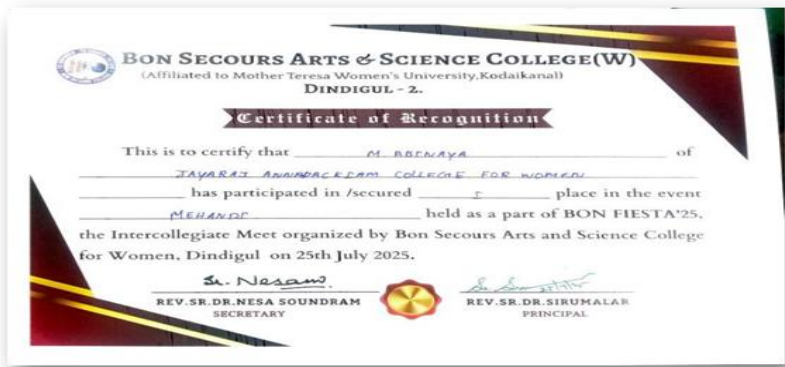 BON SECOURS ARTS & SCIENCE COLLEGE(W)
(Affiliated to Mother Teresa Women's University,Kodaikanal)
DINDIGUL - 2.
Certificate of Recognition
This is to certify that M. ABINAYA of
JAYARAJ ANNAPACKIAM COLLEGE FOR WOMEN
has participated in /secured I place in the event
MEHANDI held as a part of BON FIESTA'25,
the Intercollegiate Meet organized by Bon Secours Arts and Science College
for Women, Dindigul on 25th July 2025.
Sr. Nesam
REV.SR.DR.NESA SOUNDRAM REV.SR.DR.SIRUMALAR
SECRETARY PRINCIPAL